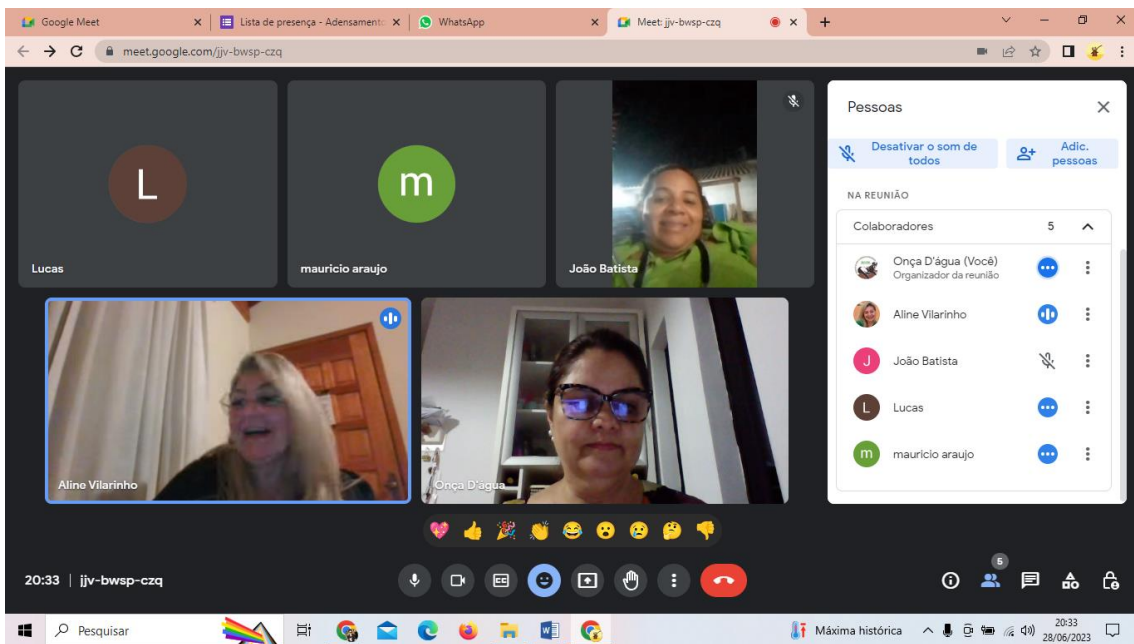 Google Meet
Lista de presença - Adensamento
WhatsApp
Meet: jjv-bwsp-czq
meet.google.com/jjv-bwsp-czq
L
Lucas
m
mauricio araujo
João Batista
Aline Vilarinho
Onça D'água
Pessoas
Desativar o som de
todos
Adic.
pessoas
NA REUNIÃO
Colaboradores 5
Onça D'água (Você)
Organizador da reunião
Aline Vilarinho
J João Batista
L Lucas
m mauricio araujo
20:33 | jjv-bwsp-czq
CC
5
Pesquisar
Máxima histórica
20:33
28/06/2023